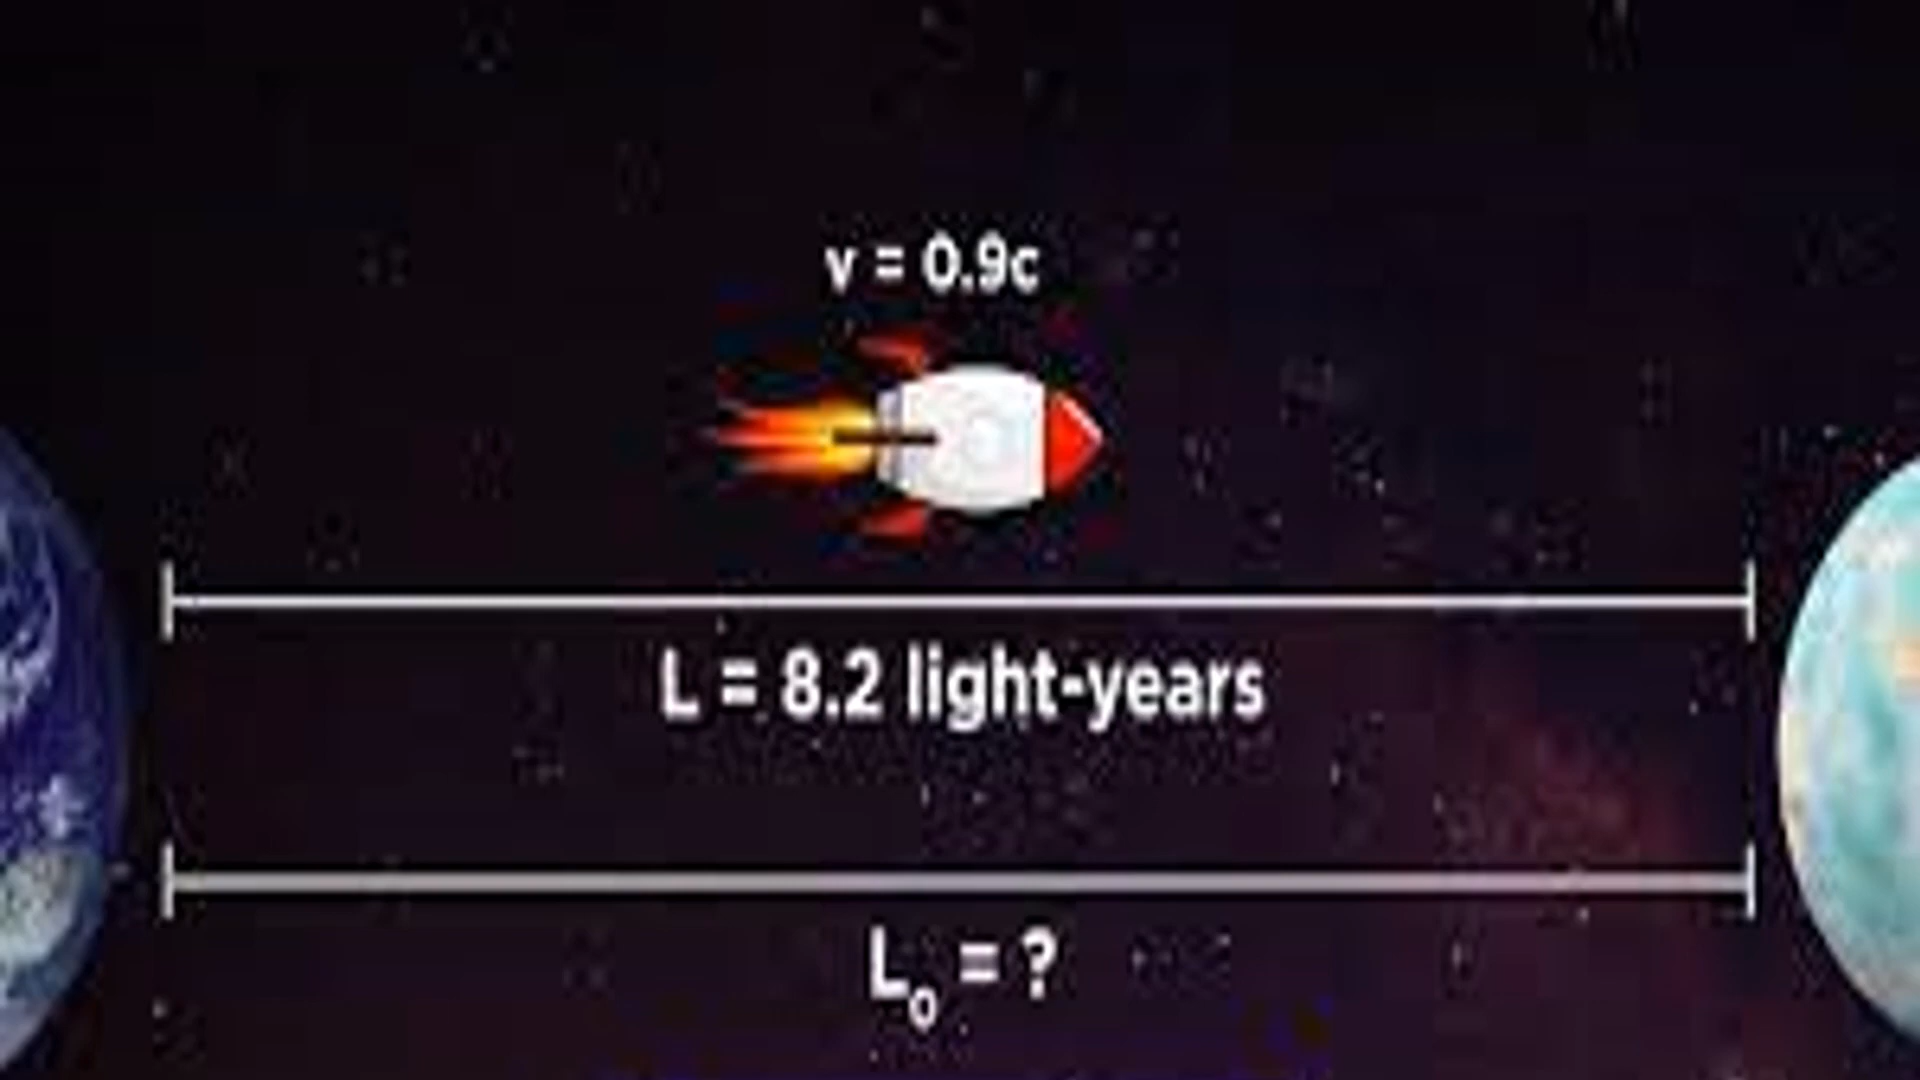 v = 0.9c
L = 8.2 light-years
L₀ = ?